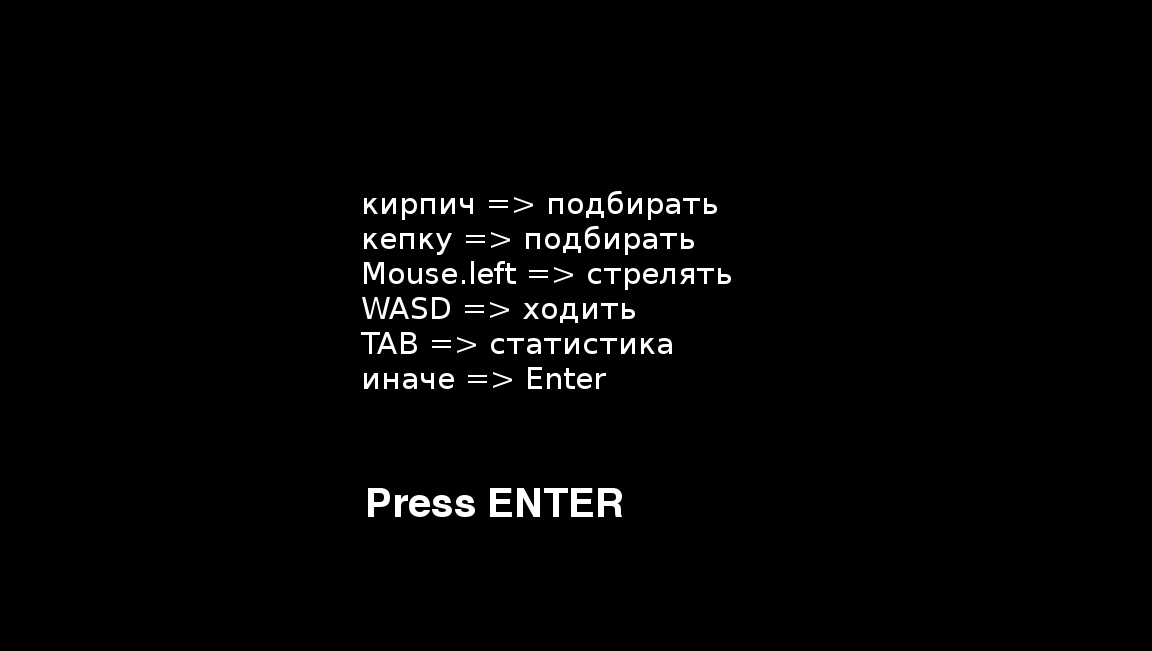 кирпич => подбирать
кепку => подбирать
Mouse.left => стрелять
WASD => ходить
TAB => статистика
иначе => Enter
Press ENTER